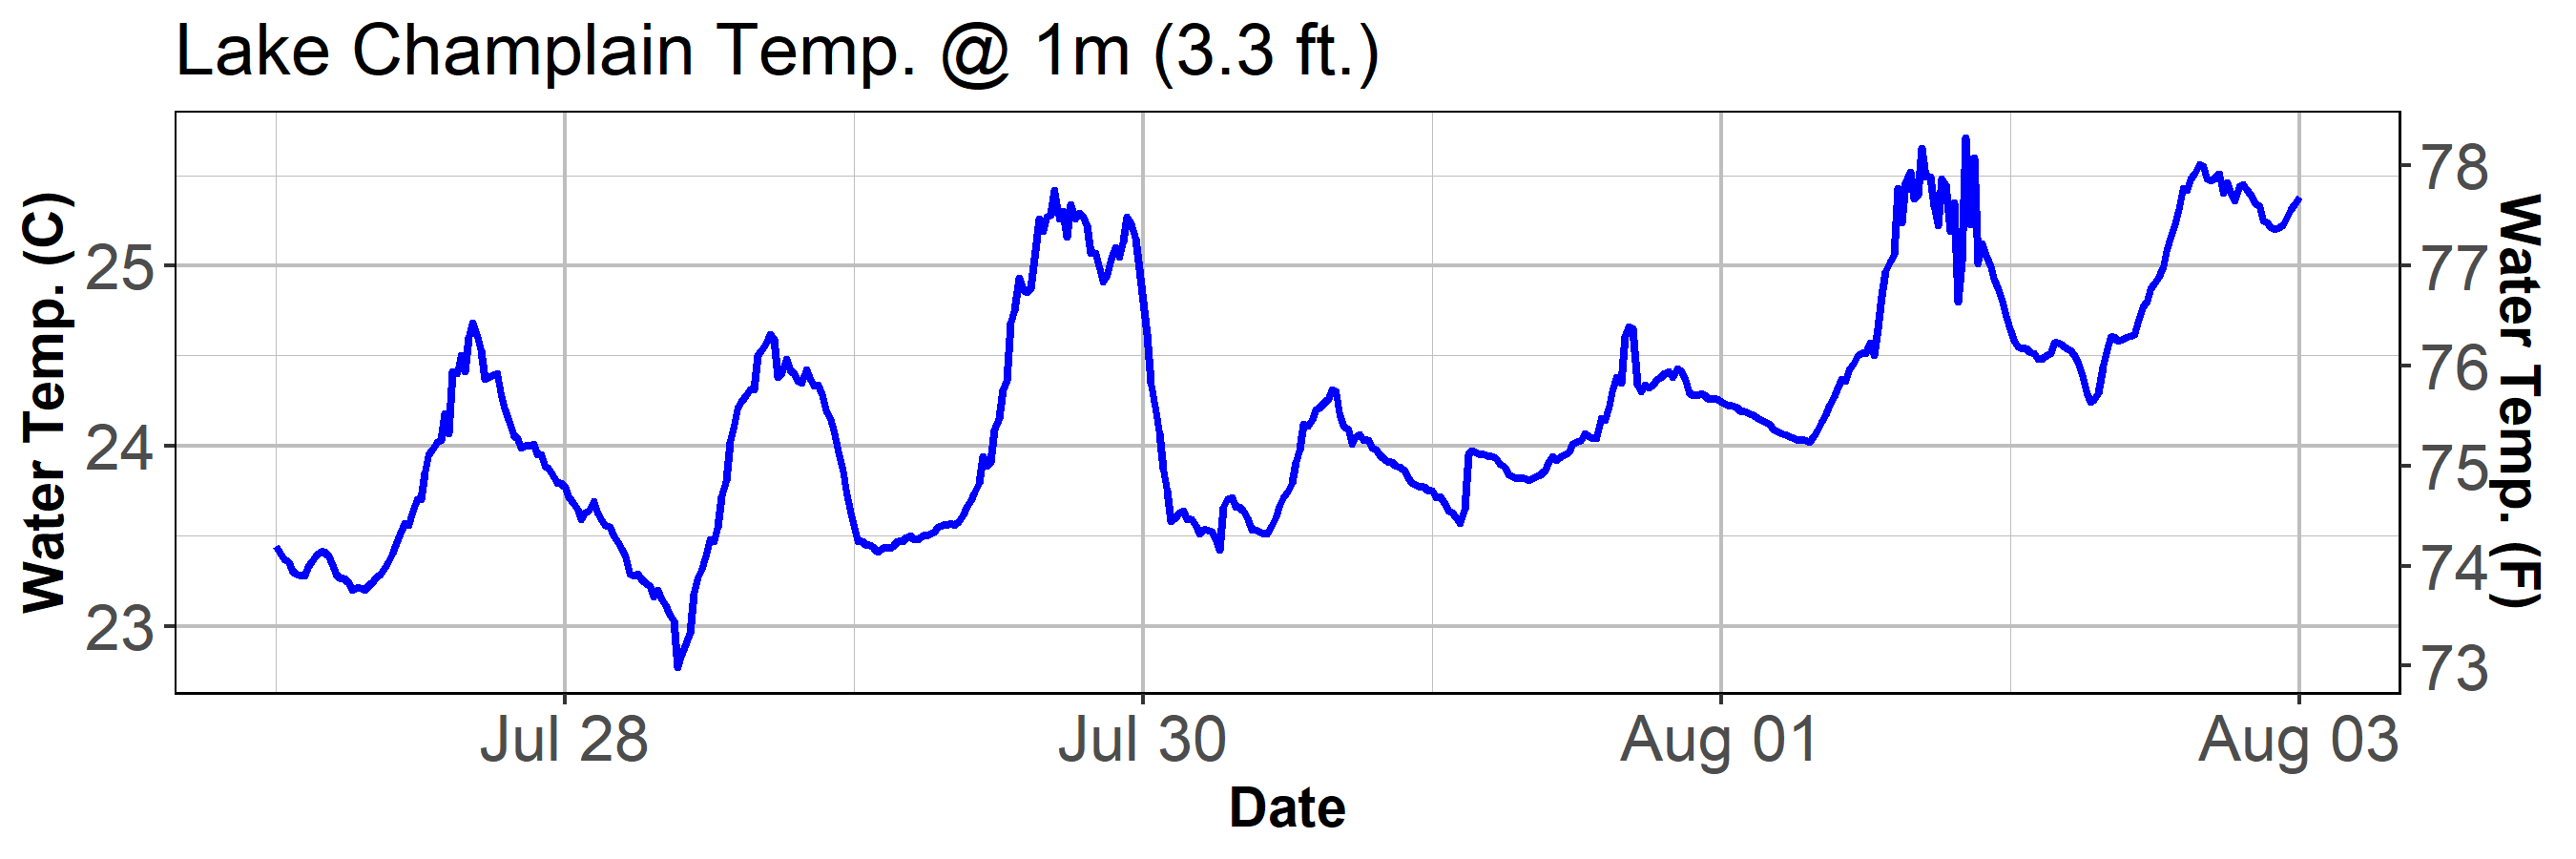 Lake Champlain Temp. @ 1m (3.3 ft.)
Water Temp. (C)
25
24
23
78
77
76
75
74
73
Water Temp. (F)
Jul 28 Jul 30 Aug 01 Aug 03
Date